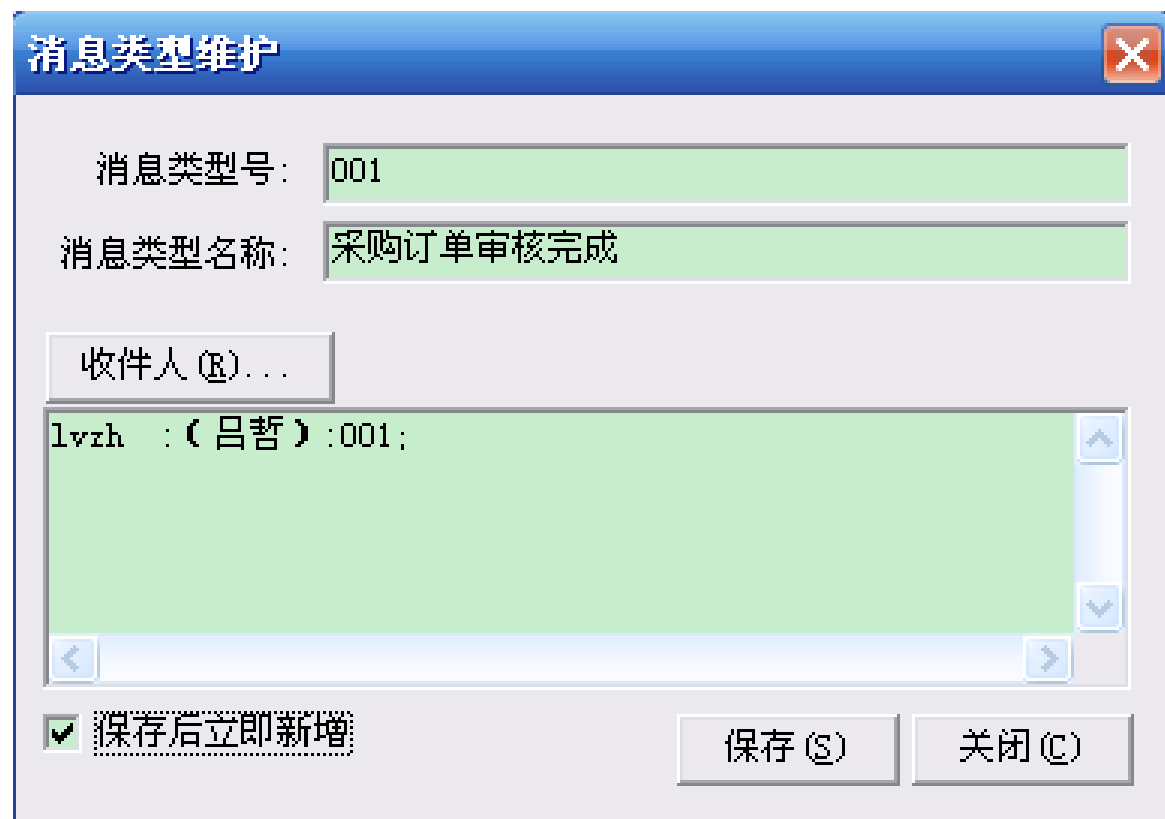 消息类型维护
消息类型号: 001
消息类型名称: 采购订单审核完成
收件人(R)...
lvzh :(吕哲):001;
保存后立即新增
保存(S) 关闭(C)